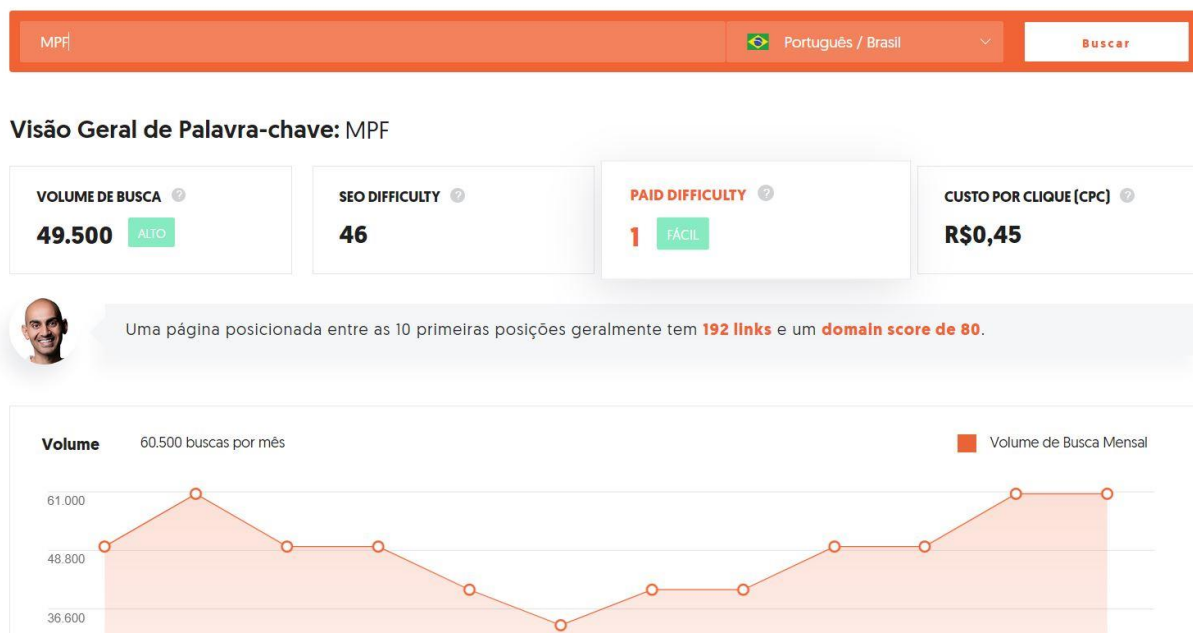 MPF
Português / Brasil
Buscar
Visão Geral de Palavra-chave: MPF
VOLUME DE BUSCA ?
49.500 ALTO
SEO DIFFICULTY ?
46
PAID DIFFICULTY ?
1 FÁCIL
CUSTO POR CLIQUE (CPC) ?
R$0,45
Uma página posicionada entre as 10 primeiras posições geralmente tem 192 links e um domain score de 80.
Volume 60.500 buscas por mês
Volume de Busca Mensal
61.000
48.800
36.600